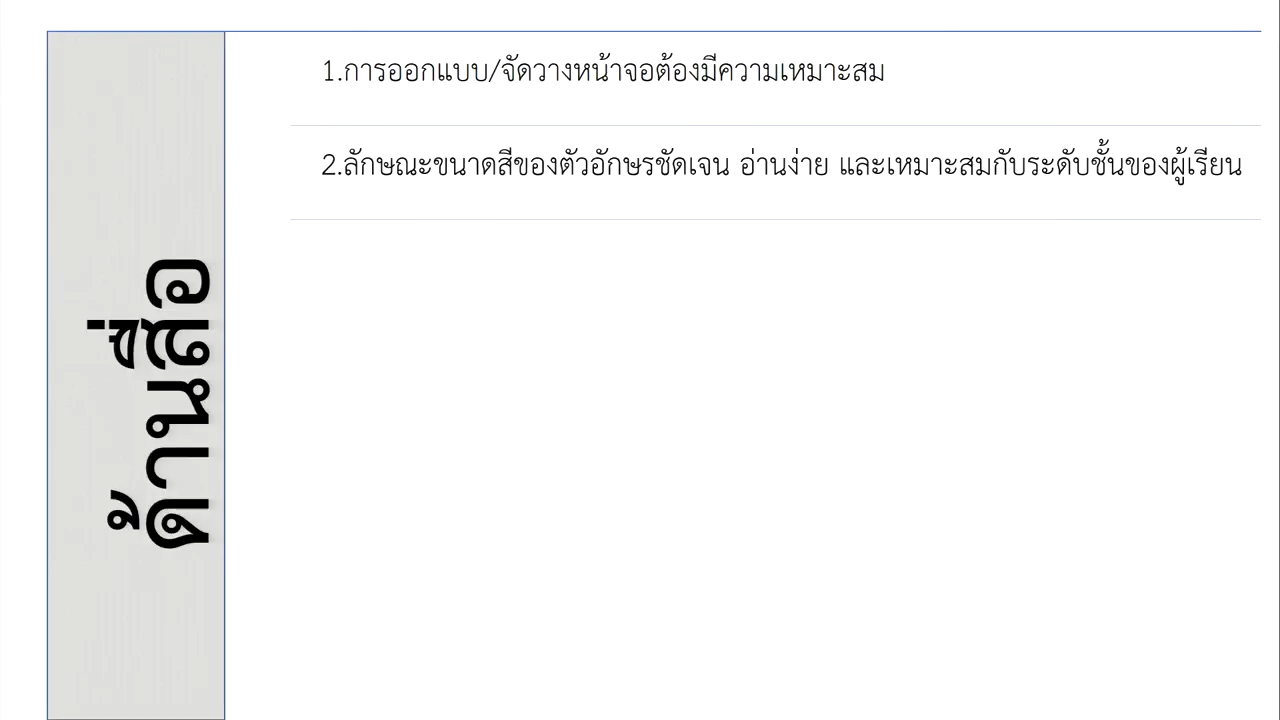 ด้านสื่อ
1.การออกแบบ/จัดวางหน้าจอต้องมีความเหมาะสม
2.ลักษณะขนาดสีของตัวอักษรชัดเจน อ่านง่าย และเหมาะสมกับระดับชั้นของผู้เรียน